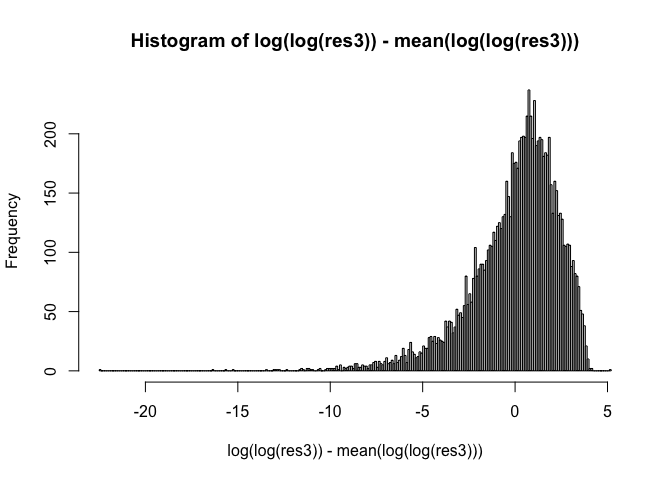 Histogram of log(log(res3)) - mean(log(log(res3)))
Frequency
200
150
100
50
0
-20 -15 -10 -5 0 5
log(log(res3)) - mean(log(log(res3)))